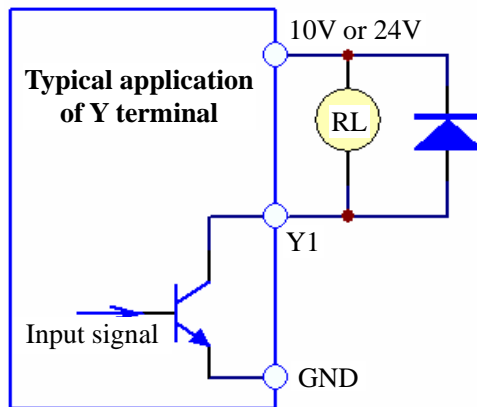 10V or 24V
Typical application
of Y terminal
RL
Y1
Input signal
GND